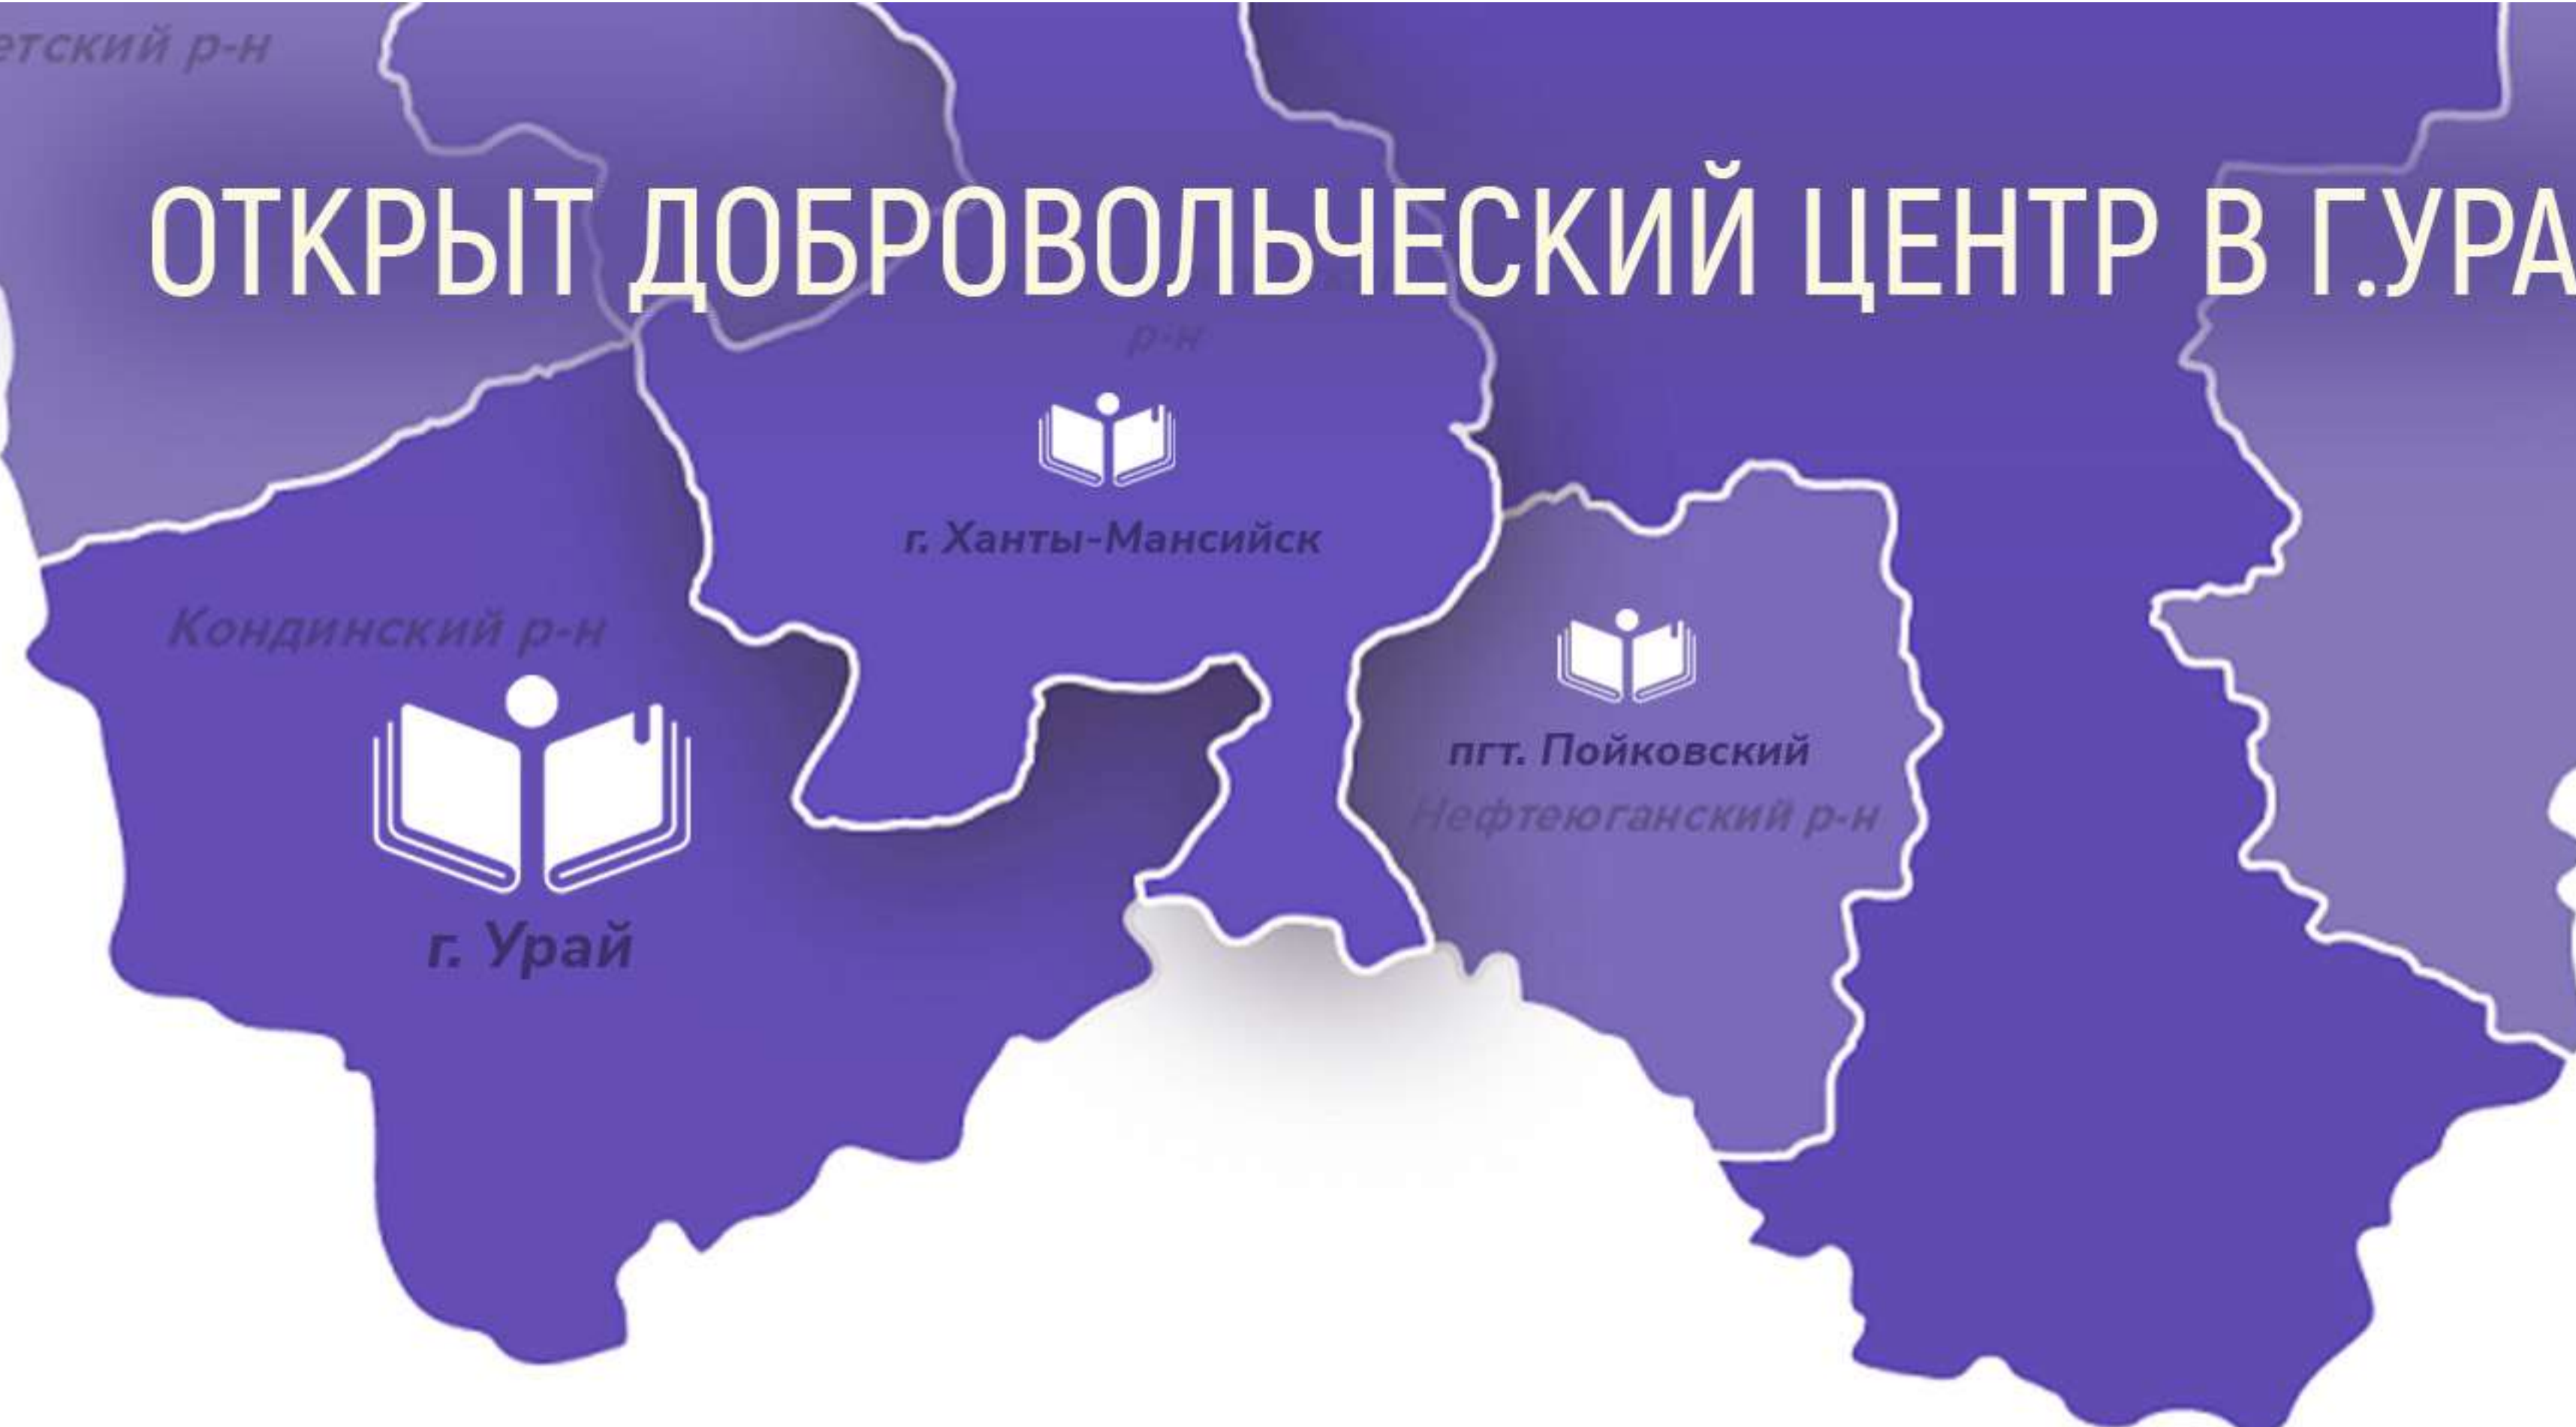 етский р-н
ОТКРЫТ ДОБРОВОЛЬЧЕСКИЙ ЦЕНТР В Г.УРА
р-н
г. Ханты-Мансийск
Кондинский р-н
пгт. Пойковский
Нефтеюганский р-н
г. Урай